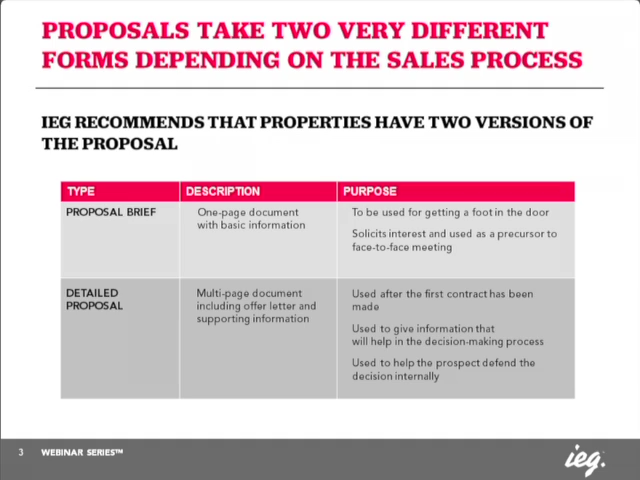 PROPOSALS TAKE TWO VERY DIFFERENT
FORMS DEPENDING ON THE SALES PROCESS
IEG RECOMMENDS THAT PROPERTIES HAVE TWO VERSIONS OF
THE PROPOSAL
TYPE DESCRIPTION PURPOSE
PROPOSAL BRIEF
One-page document
with basic information
To be used for getting a foot in the door
Solicits interest and used as a precursor to
face-to-face meeting
DETAILED
PROPOSAL
Multi-page document
including offer letter and
supporting information
Used after the first contract has been
made
Used to give information that
will help in the decision-making process
Used to help the prospect defend the
decision internally
3 WEBINAR SERIES™
ieg.